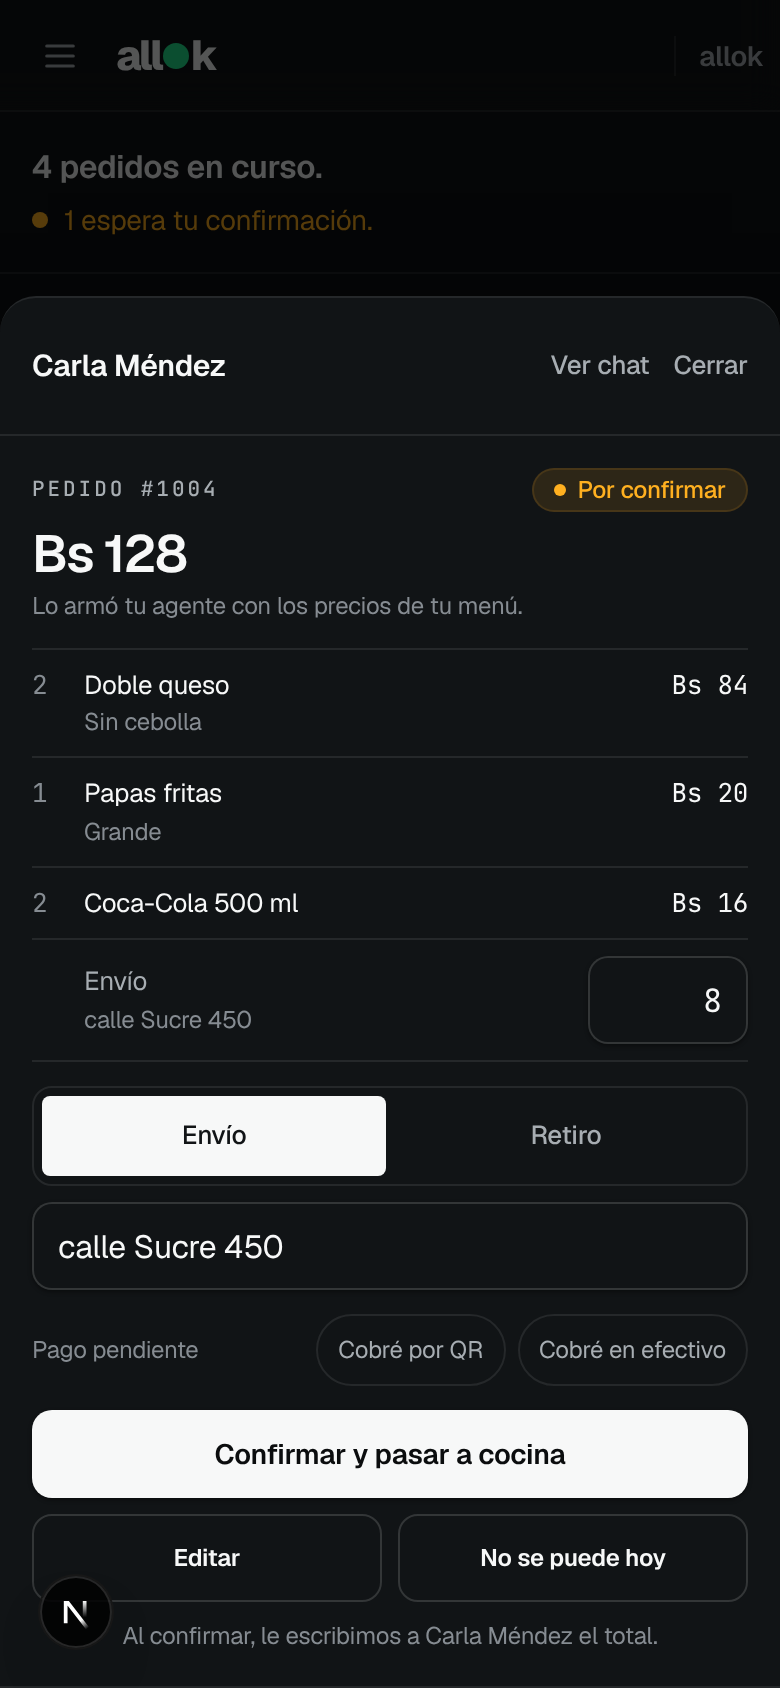 allok
allok
4 pedidos en curso.
1 espera tu confirmación.
Carla Méndez
Ver chat
Cerrar
PEDIDO #1004
Por confirmar
Bs 128
Lo armó tu agente con los precios de tu menú.
2 Doble queso Bs 84
Sin cebolla
1 Papas fritas Bs 20
Grande
2 Coca-Cola 500 ml Bs 16
Envío
calle Sucre 450
8
Envío
Retiro
calle Sucre 450
Pago pendiente
Cobré por QR
Cobré en efectivo
Confirmar y pasar a cocina
Editar
No se puede hoy
N
Al confirmar, le escribimos a Carla Méndez el total.